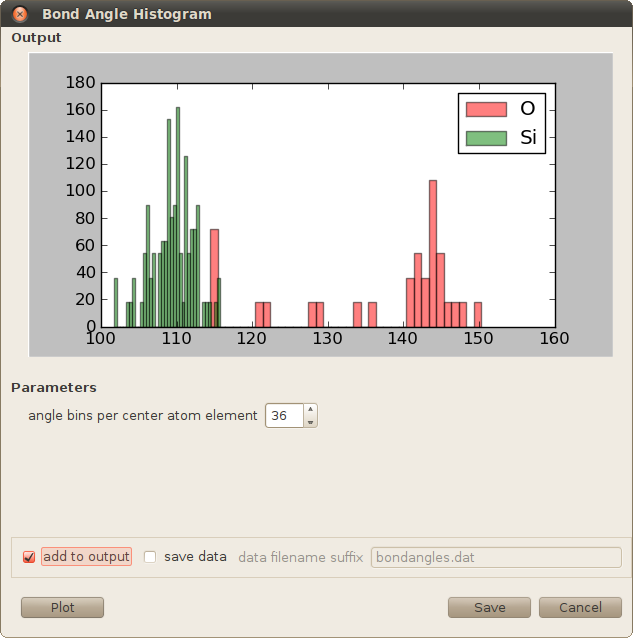 Bond Angle Histogram
Output
180
160
140
120
100
80
60
40
20
0
O
Si
100 110 120 130 140 150 160
Parameters
angle bins per center atom element 36
add to output save data data filename suffix bondangles.dat
Plot Save Cancel